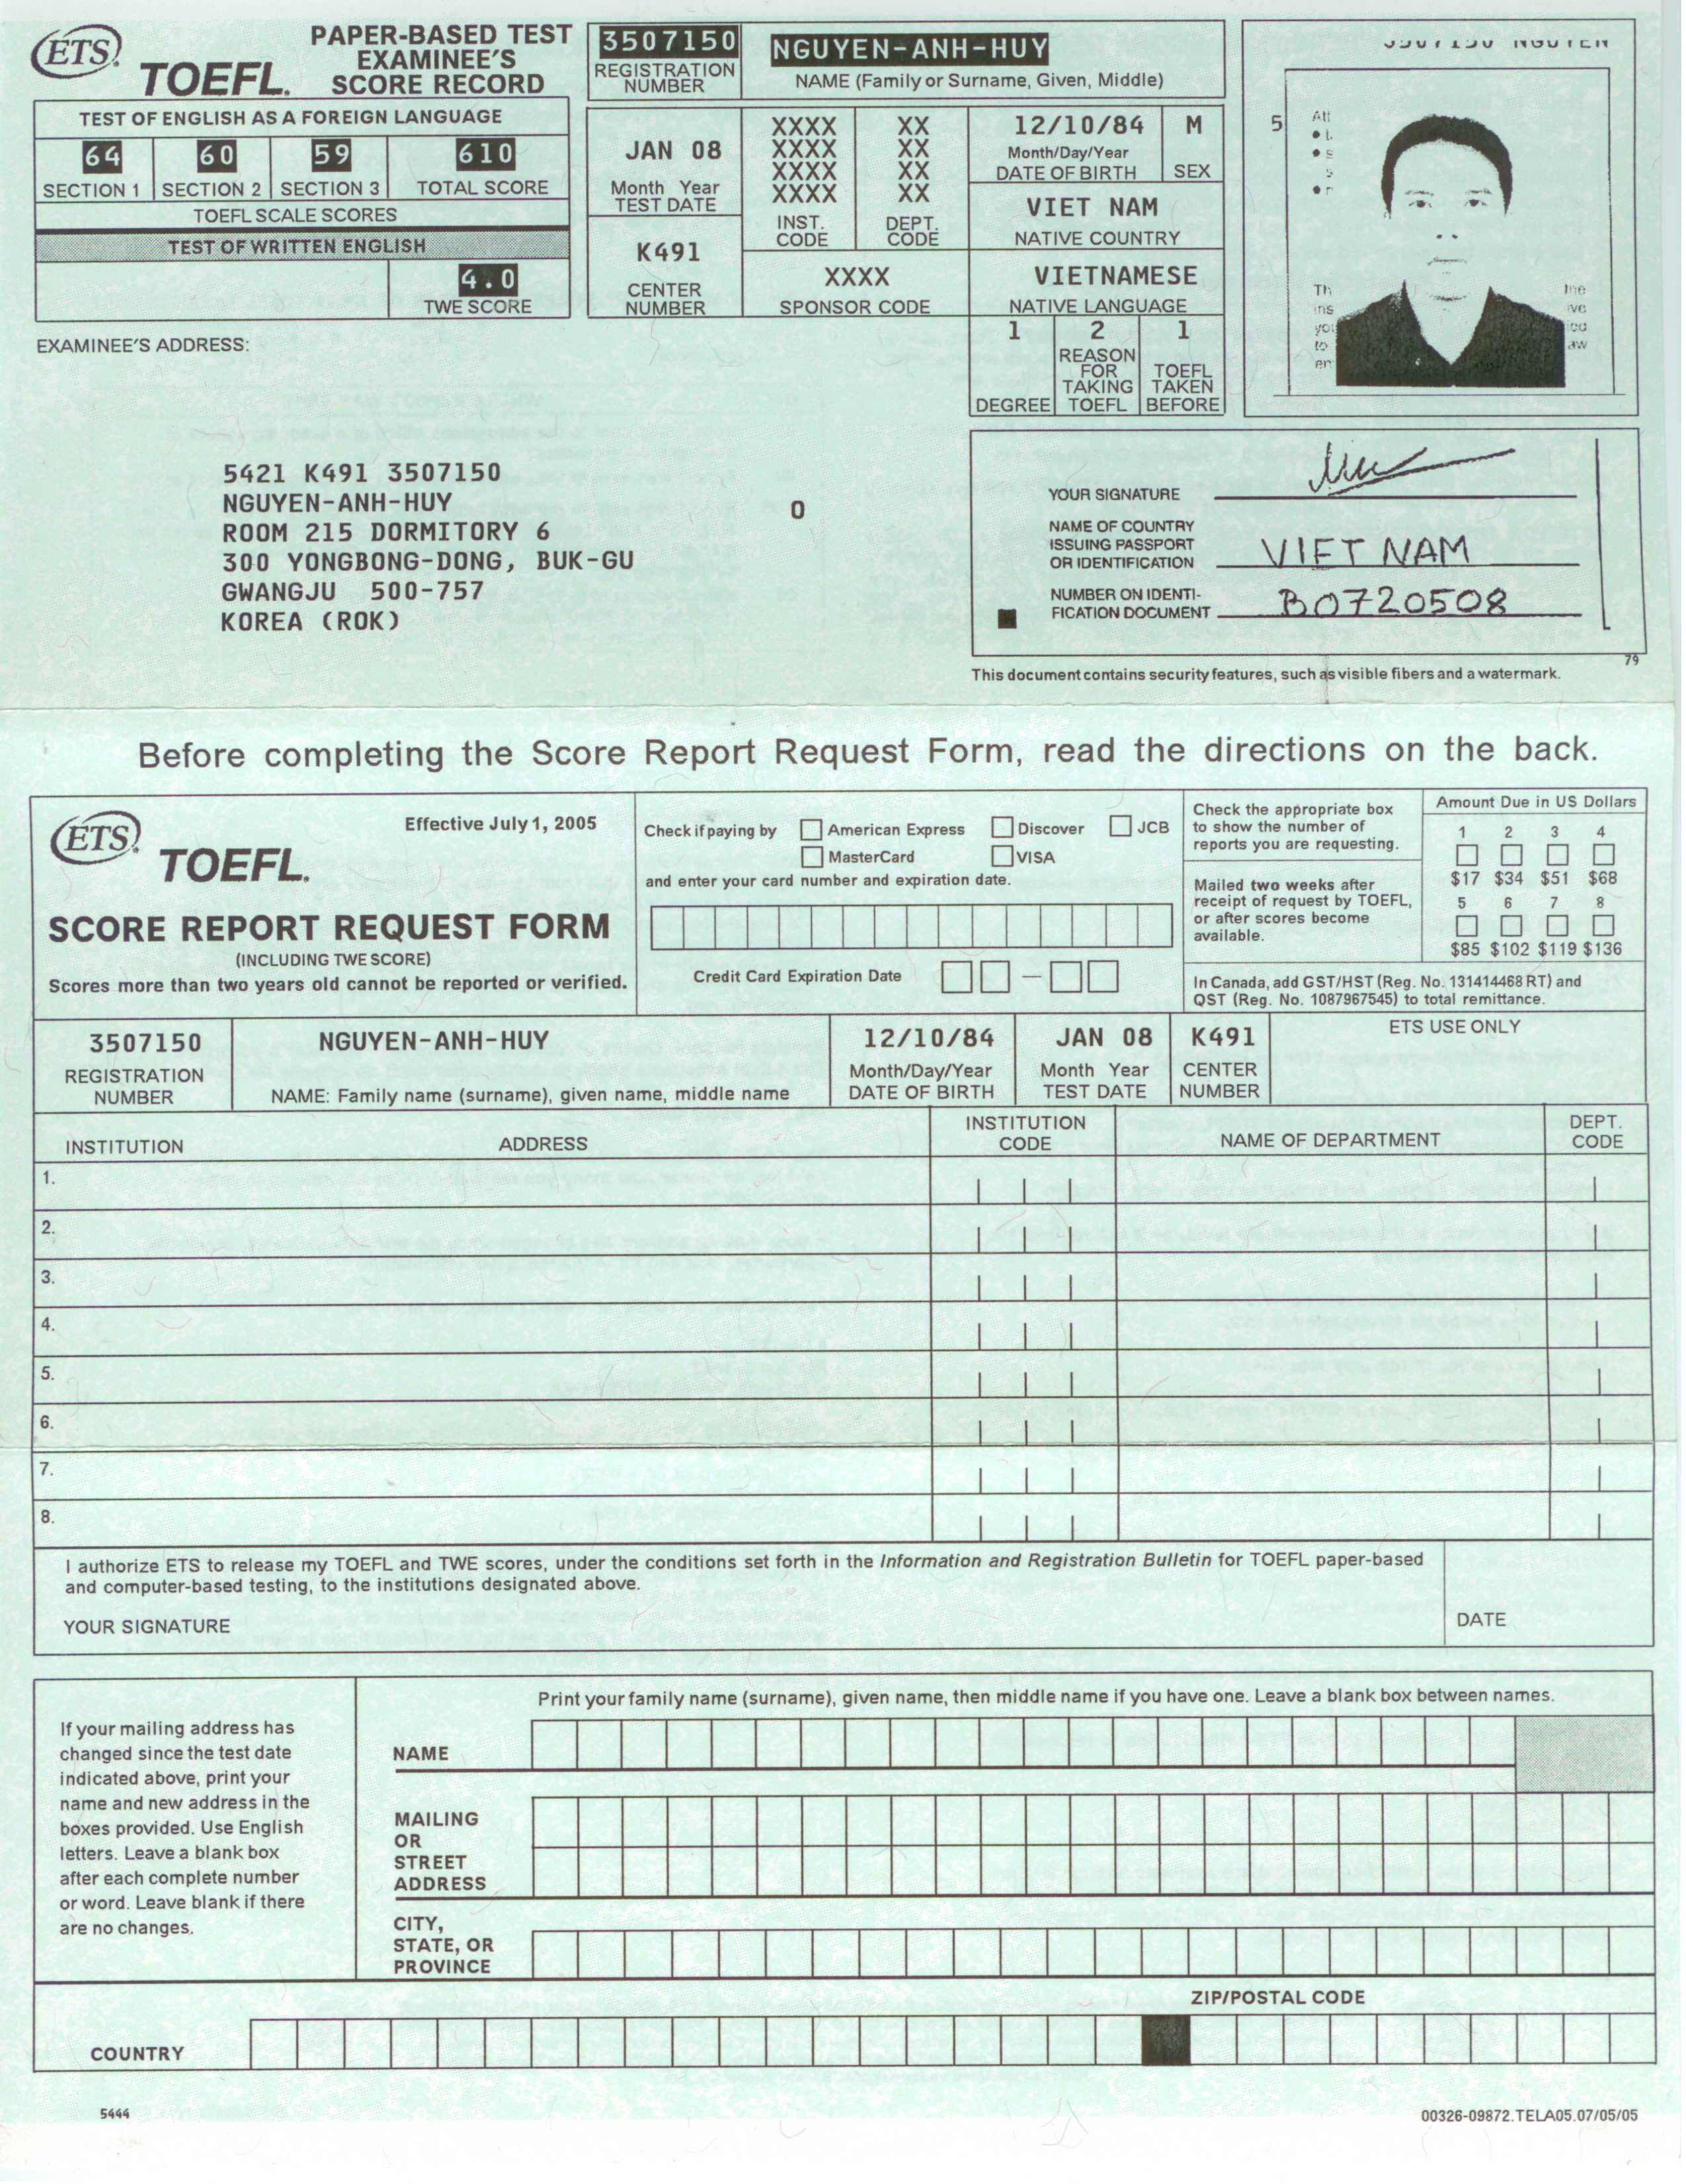 ETS.
TOEFL.
PAPER-BASED TEST
EXAMINEE'S
SCORE RECORD
TEST OF ENGLISH AS A FOREIGN LANGUAGE
64 60 59 610
SECTION 1 SECTION 2 SECTION 3 TOTAL SCORE
TOEFL SCALE SCORES
TEST OF WRITTEN ENGLISH
4.0
TWE SCORE
3507150
REGISTRATION
NUMBER
NGUYEN-ANH-HUY
NAME (Family or Surname, Given, Middle)
JAN 08
Month Year
TEST DATE
K491
CENTER
NUMBER
XXXX XX
XXXX XX
XXXX XX
XXXX XX
INST. DEPT.
CODE CODE
XXXX
SPONSOR CODE
12/10/84 M
Month/Day/Year
DATE OF BIRTH SEX
VIET NAM
NATIVE COUNTRY
VIETNAMESE
NATIVE LANGUAGE
1 2 1
DEGREE
REASON
FOR
TAKING
TOEFL
TOEFL
TAKEN
BEFORE
5
EXAMINEE'S ADDRESS:
5421 K491 3507150
NGUYEN-ANH-HUY
ROOM 215 DORMITORY 6
300 YONGBONG-DONG, BUK-GU
GWANGJU 500-757
KOREA (ROK)
0
YOUR SIGNATURE
NAME OF COUNTRY
ISSUING PASSPORT
OR IDENTIFICATION
VIET NAM
NUMBER ON IDENTI-
FICATION DOCUMENT
B0720508
79
This document contains security features, such as visible fibers and a watermark.
Before completing the Score Report Request Form, read the directions on the back.
ETS.
TOEFL.
Effective July 1, 2005
SCORE REPORT REQUEST FORM
(INCLUDING TWE SCORE)
Scores more than two years old cannot be reported or verified.
Check if paying by American Express Discover JCB
MasterCard VISA
and enter your card number and expiration date.
Credit Card Expiration Date –
Check the appropriate box
to show the number of
reports you are requesting.
Mailed two weeks after
receipt of request by TOEFL,
or after scores become
available.
Amount Due in US Dollars
1 2 3 4
$17 $34 $51 $68
5 6 7 8
$85 $102 $119 $136
In Canada, add GST/HST (Reg. No. 131414468 RT) and
QST (Reg. No. 1087967545) to total remittance.
3507150 NGUYEN-ANH-HUY 12/10/84 JAN 08 K491
ETS USE ONLY
REGISTRATION
NUMBER
NAME: Family name (surname), given name, middle name
Month/Day/Year
DATE OF BIRTH
Month Year
TEST DATE
CENTER
NUMBER
INSTITUTION
ADDRESS
INSTITUTION
CODE
NAME OF DEPARTMENT
DEPT.
CODE
1.
2.
3.
4.
5.
6.
7.
8.
I authorize ETS to release my TOEFL and TWE scores, under the conditions set forth in the Information and Registration Bulletin for TOEFL paper-based
and computer-based testing, to the institutions designated above.
YOUR SIGNATURE
DATE
If your mailing address has
changed since the test date
indicated above, print your
name and new address in the
boxes provided. Use English
letters. Leave a blank box
after each complete number
or word. Leave blank if there
are no changes.
Print your family name (surname), given name, then middle name if you have one. Leave a blank box between names.
NAME
MAILING
OR
STREET
ADDRESS
CITY,
STATE, OR
PROVINCE
ZIP/POSTAL CODE
COUNTRY
5444
00326-09872.TELA05.07/05/05